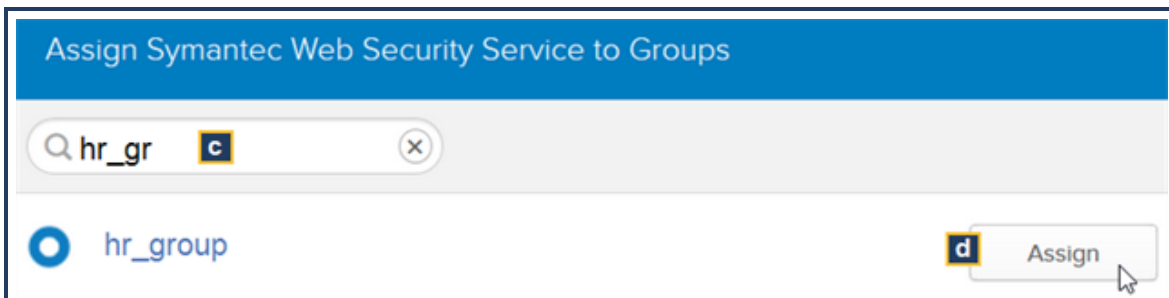 Assign Symantec Web Security Service to Groups
hr_gr c
hr_group d Assign